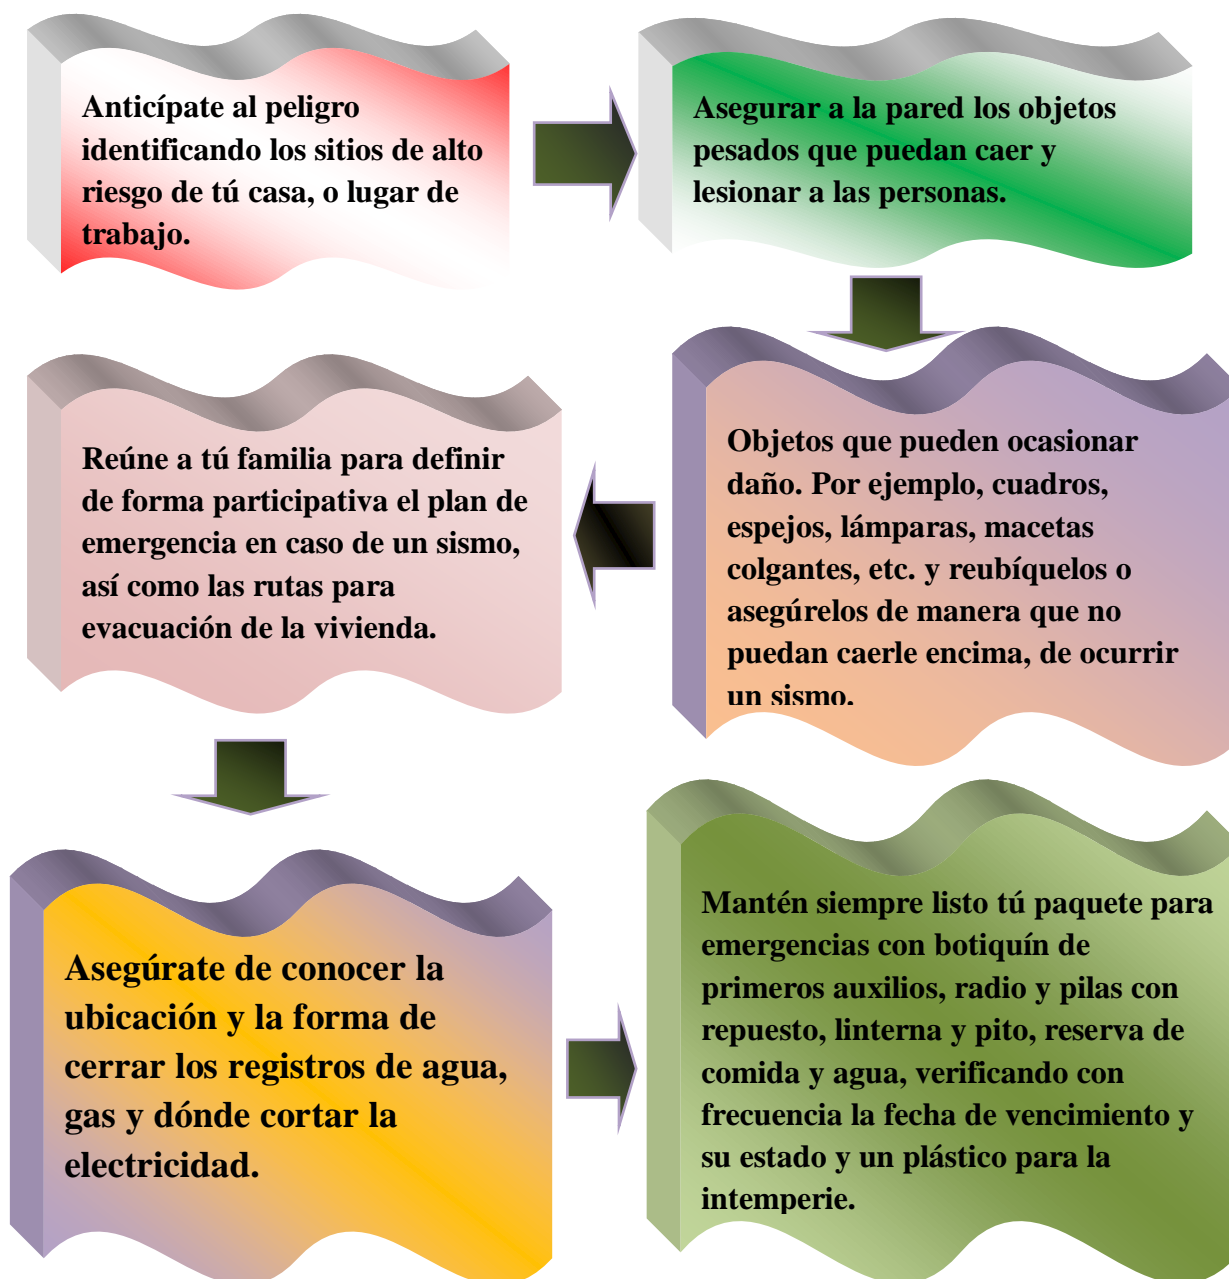 Anticípate al peligro
identificando los sitios de alto
riesgo de tú casa, o lugar de
trabajo.
Asegurar a la pared los objetos
pesados que puedan caer y
lesionar a las personas.
Objetos que pueden ocasionar
daño. Por ejemplo, cuadros,
espejos, lámparas, macetas
colgantes, etc. y reubíquelos o
asegúrelos de manera que no
puedan caerle encima, de ocurrir
un sismo.
Reúne a tú familia para definir
de forma participativa el plan de
emergencia en caso de un sismo,
así como las rutas para
evacuación de la vivienda.
Asegúrate de conocer la
ubicación y la forma de
cerrar los registros de agua,
gas y dónde cortar la
electricidad.
Mantén siempre listo tú paquete para
emergencias con botiquín de
primeros auxilios, radio y pilas con
repuesto, linterna y pito, reserva de
comida y agua, verificando con
frecuencia la fecha de vencimiento y
su estado y un plástico para la
intemperie.